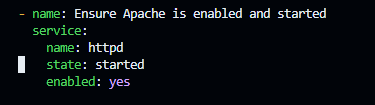 - name: Ensure Apache is enabled and started
  service:
    name: httpd
    state: started
    enabled: yes